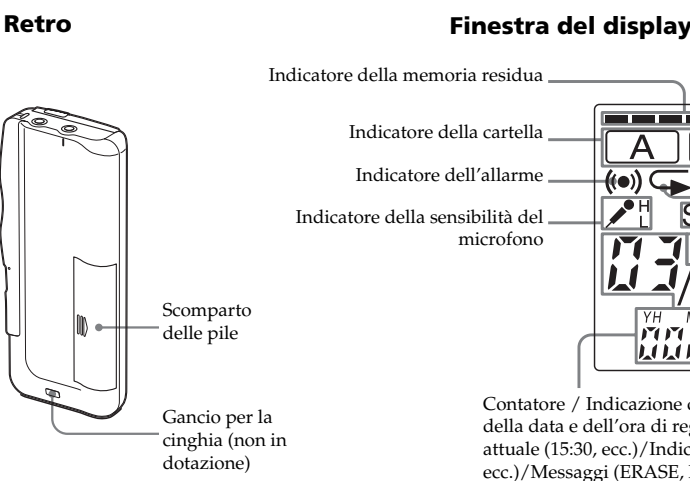 Retro
Finestra del display
Indicatore della memoria residua
Indicatore della cartella
A
Indicatore dell'allarme
Indicatore della sensibilità del
microfono
H
L
S
03/
YH
Scomparto
delle pile
Gancio per la
cinghia (non in
dotazione)
Contatore / Indicazione
della data e dell'ora di
attuale (15:30, ecc.)/
ecc.)/Messaggi (ERASE,